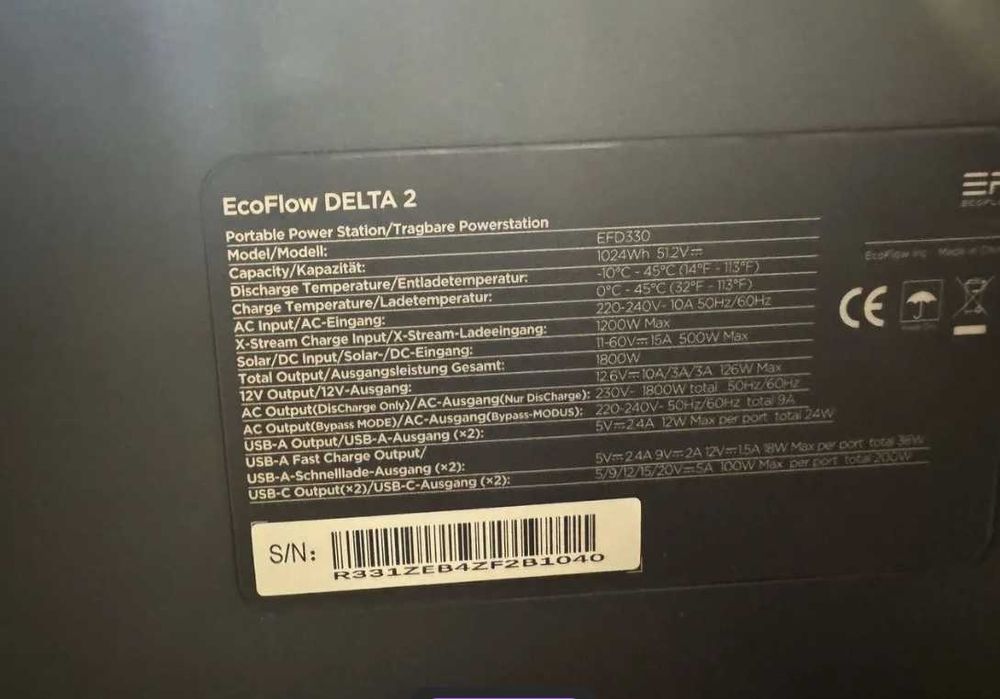 EcoFlow DELTA 2
Portable Power Station/Tragbare Powerstation
Model/Modell: EFD330
Capacity/Kapazität: 1024Wh 51.2V⎓
Discharge Temperature/Entladetemperatur: -10°C - 45°C (14°F - 113°F)
Charge Temperature/Ladetemperatur: 0°C - 45°C (32°F - 113°F)
AC Input/AC-Eingang: 220-240V~ 10A 50Hz/60Hz
X-Stream Charge Input/X-Stream-Ladeeingang: 1200W Max
Solar/DC Input/Solar-/DC-Eingang: 11-60V⎓15A 500W Max
Total Output/Ausgangsleistung Gesamt: 1800W
12V Output/12V-Ausgang: 12.6V⎓10A/3A/3A 126W Max
AC Output(DisCharge Only)/AC-Ausgang(Nur DisCharge): 230V~ 1800W total 50Hz/60Hz
AC Output(Bypass MODE)/AC-Ausgang(Bypass-MODUS): 220-240V~ 50Hz/60Hz total 9A
USB-A Output/USB-A-Ausgang (×2): 5V⎓2.4A 12W Max per port total 24W
USB-A Fast Charge Output/
USB-A-Schnelllade-Ausgang (×2): 5V⎓2.4A 9V⎓2A 12V⎓1.5A 18W Max per port total 36W
USB-C Output(×2)/USB-C-Ausgang (×2): 5/9/12/15/20V⎓5A 100W Max per port total 200W
EcoFlow Inc. Made in
CE
S/N:
R331ZEB4ZF2B1040